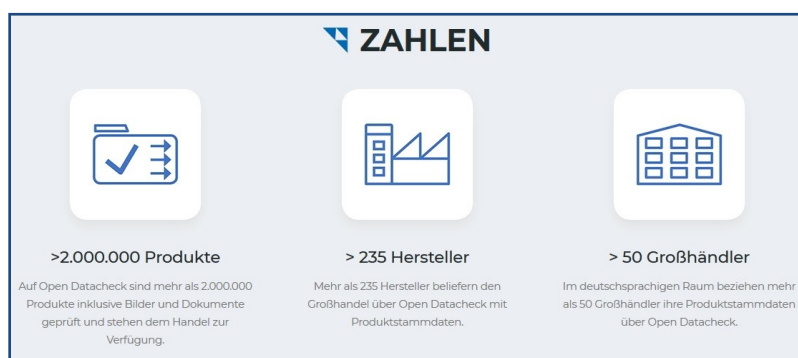 ZAHLEN
>2.000.000 Produkte
Auf Open Datacheck sind mehr als 2.000.000
Produkte inklusive Bilder und Dokumente
geprüft und stehen dem Handel zur
Verfügung.
> 235 Hersteller
Mehr als 235 Hersteller beliefern den
Großhandel über Open Datacheck mit
Produktstammdaten.
> 50 Großhändler
Im deutschsprachigen Raum beziehen mehr
als 50 Großhändler ihre Produktstammdaten
über Open Datacheck.